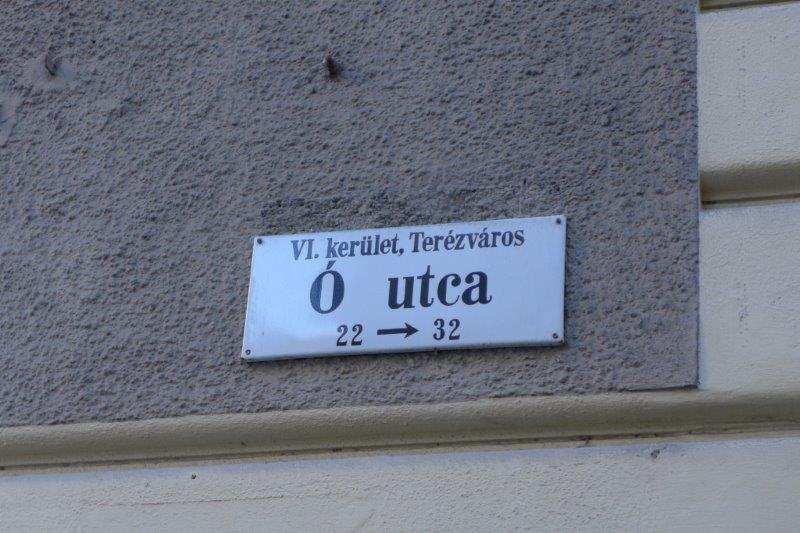 VI. kerület, Terézváros
Ó utca
22 → 32